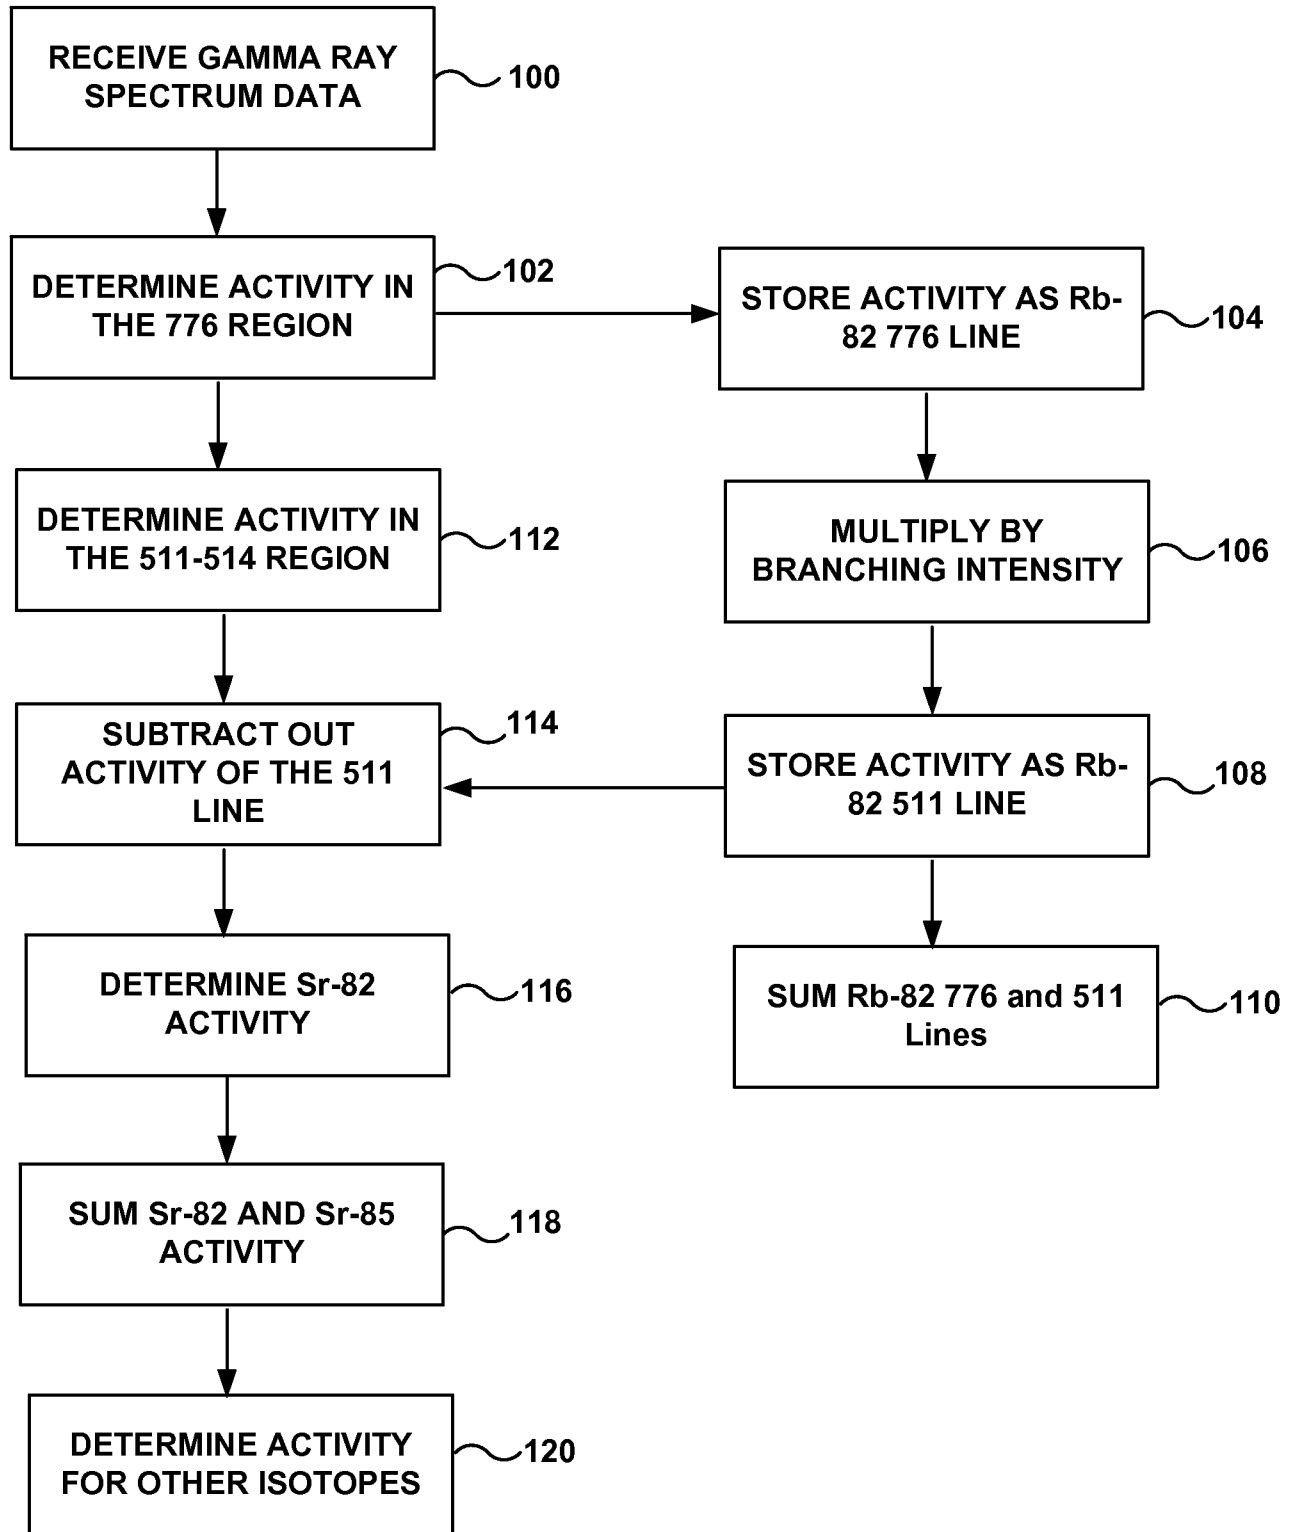 RECEIVE GAMMA RAY
SPECTRUM DATA
100
DETERMINE ACTIVITY IN
THE 776 REGION
102
STORE ACTIVITY AS Rb-
82 776 LINE
104
MULTIPLY BY
BRANCHING INTENSITY
106
STORE ACTIVITY AS Rb-
82 511 LINE
108
SUM Rb-82 776 and 511
Lines
110
DETERMINE ACTIVITY IN
THE 511-514 REGION
112
SUBTRACT OUT
ACTIVITY OF THE 511
LINE
114
DETERMINE Sr-82
ACTIVITY
116
SUM Sr-82 AND Sr-85
ACTIVITY
118
DETERMINE ACTIVITY
FOR OTHER ISOTOPES
120